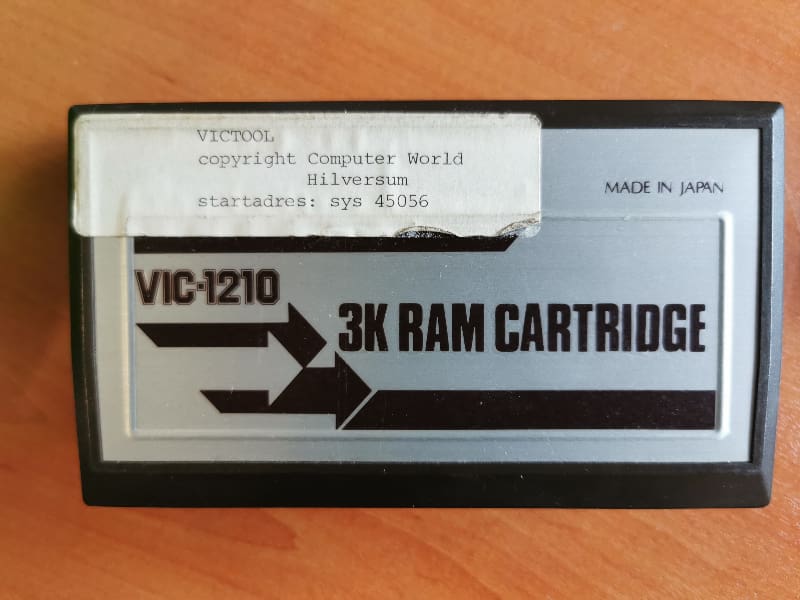 VICTOOL
copyright Computer World
Hilversum
startadres: sys 45056
MADE IN JAPAN
VIC-1210
3K RAM CARTRIDGE